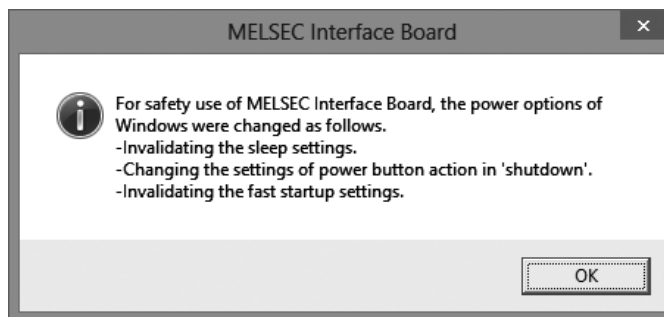 MELSEC Interface Board
For safety use of MELSEC Interface Board, the power options of
Windows were changed as follows.
-Invalidating the sleep settings.
-Changing the settings of power button action in 'shutdown'.
-Invalidating the fast startup settings.
OK